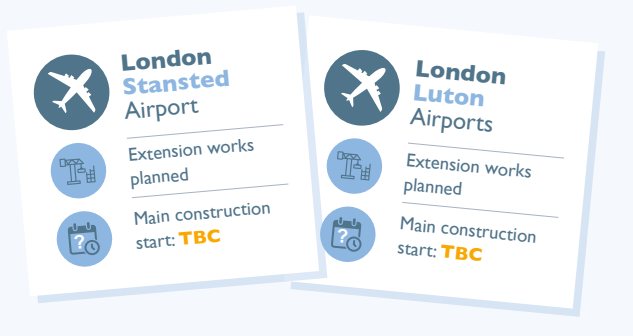 London
Stansted
Airport
Extension works
planned
?
Main construction
start: TBC
London
Luton
Airports
Extension works
planned
?
Main construction
start: TBC